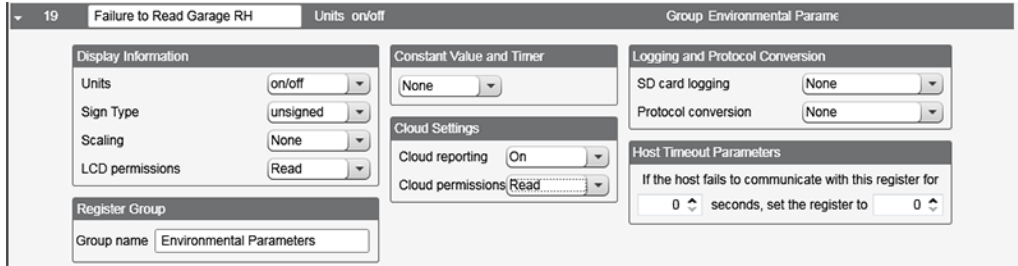 19 Failure to Read Garage RH Units on/off Group Environmental Parame
Display Information
Units on/off
Sign Type unsigned
Scaling None
LCD permissions Read
Register Group
Group name Environmental Parameters
Constant Value and Timer
None
Cloud Settings
Cloud reporting On
Cloud permissions Read
Logging and Protocol Conversion
SD card logging None
Protocol conversion None
Host Timeout Parameters
If the host fails to communicate with this register for
0 seconds, set the register to 0